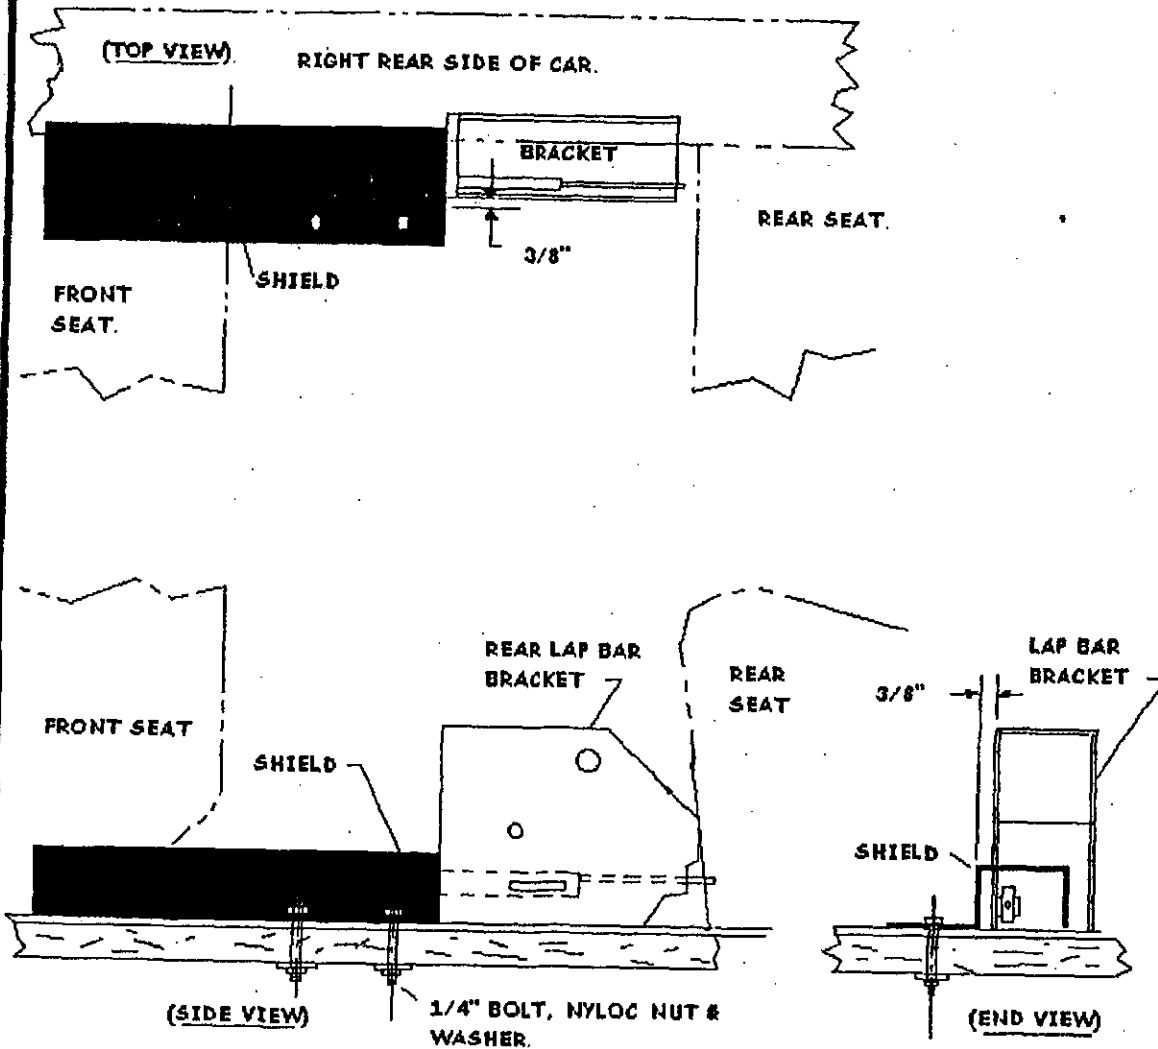 (TOP VIEW)
RIGHT REAR SIDE OF CAR.
BRACKET
REAR SEAT.
3/8"
SHIELD
FRONT
SEAT.
REAR LAP BAR
BRACKET
REAR
SEAT
LAP BAR
BRACKET
3/8"
FRONT SEAT
SHIELD
SHIELD
(SIDE VIEW)
1/4" BOLT, NYLOC NUT &
WASHER.
(END VIEW)